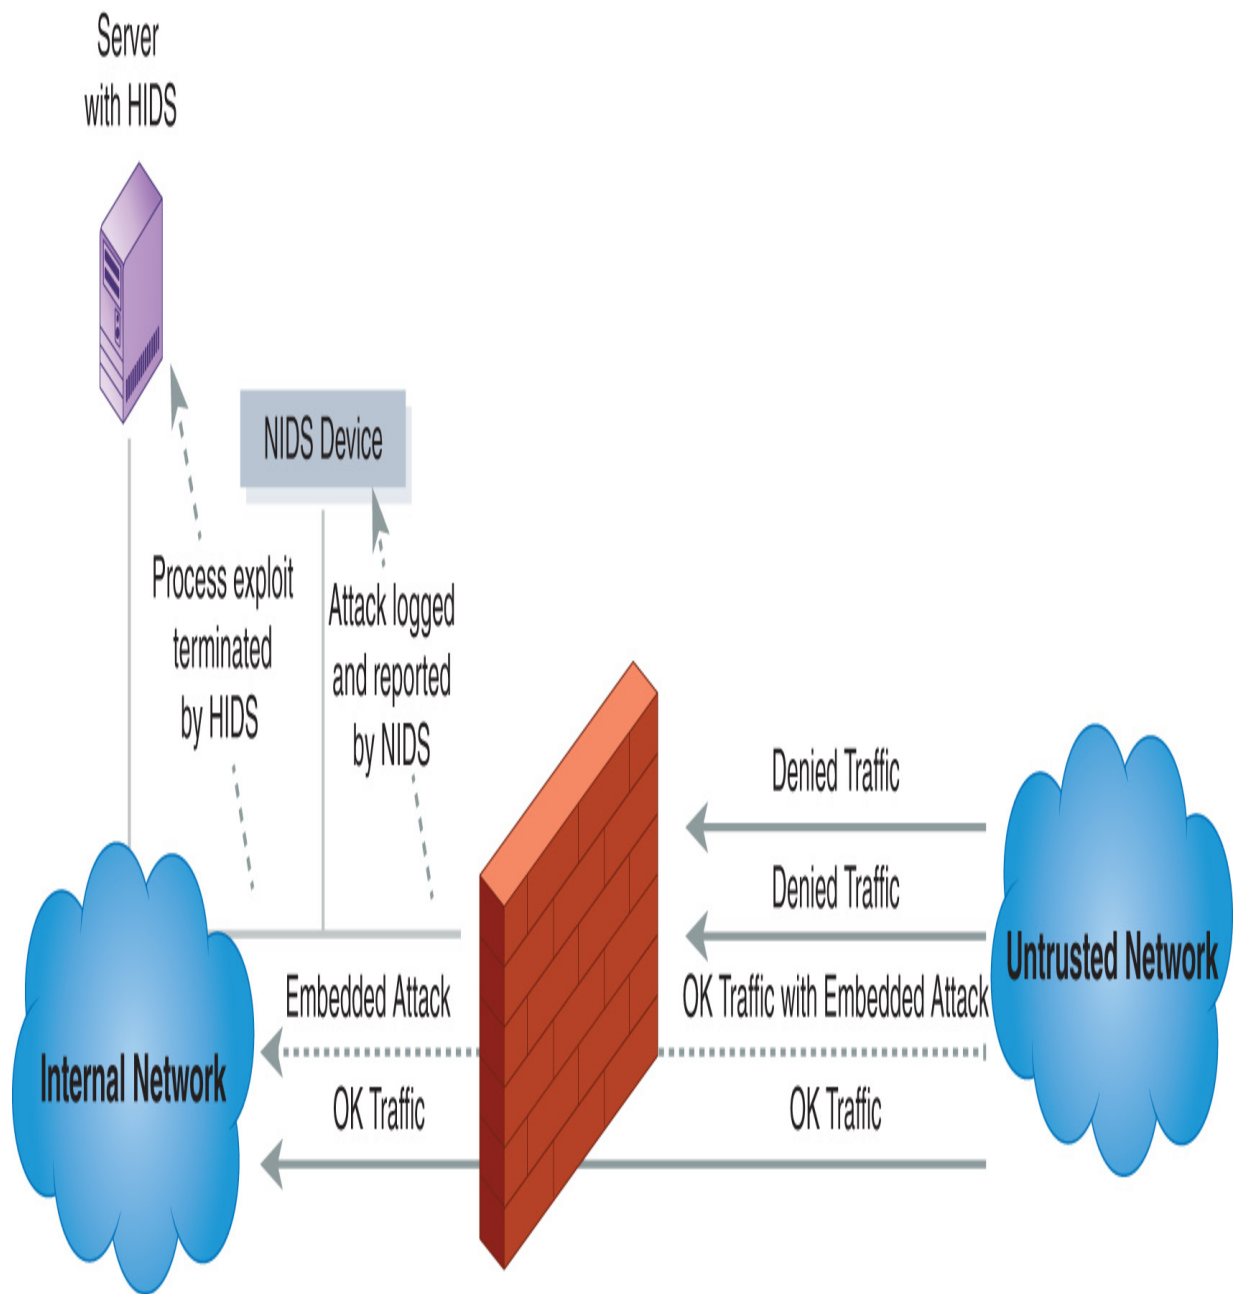 Server
with HIDS
NIDS Device
Process exploit
terminated
by HIDS
Attack logged
and reported
by NIDS
Denied Traffic
Denied Traffic
OK Traffic with Embedded Attack
OK Traffic
Untrusted Network
Embedded Attack
OK Traffic
Internal Network